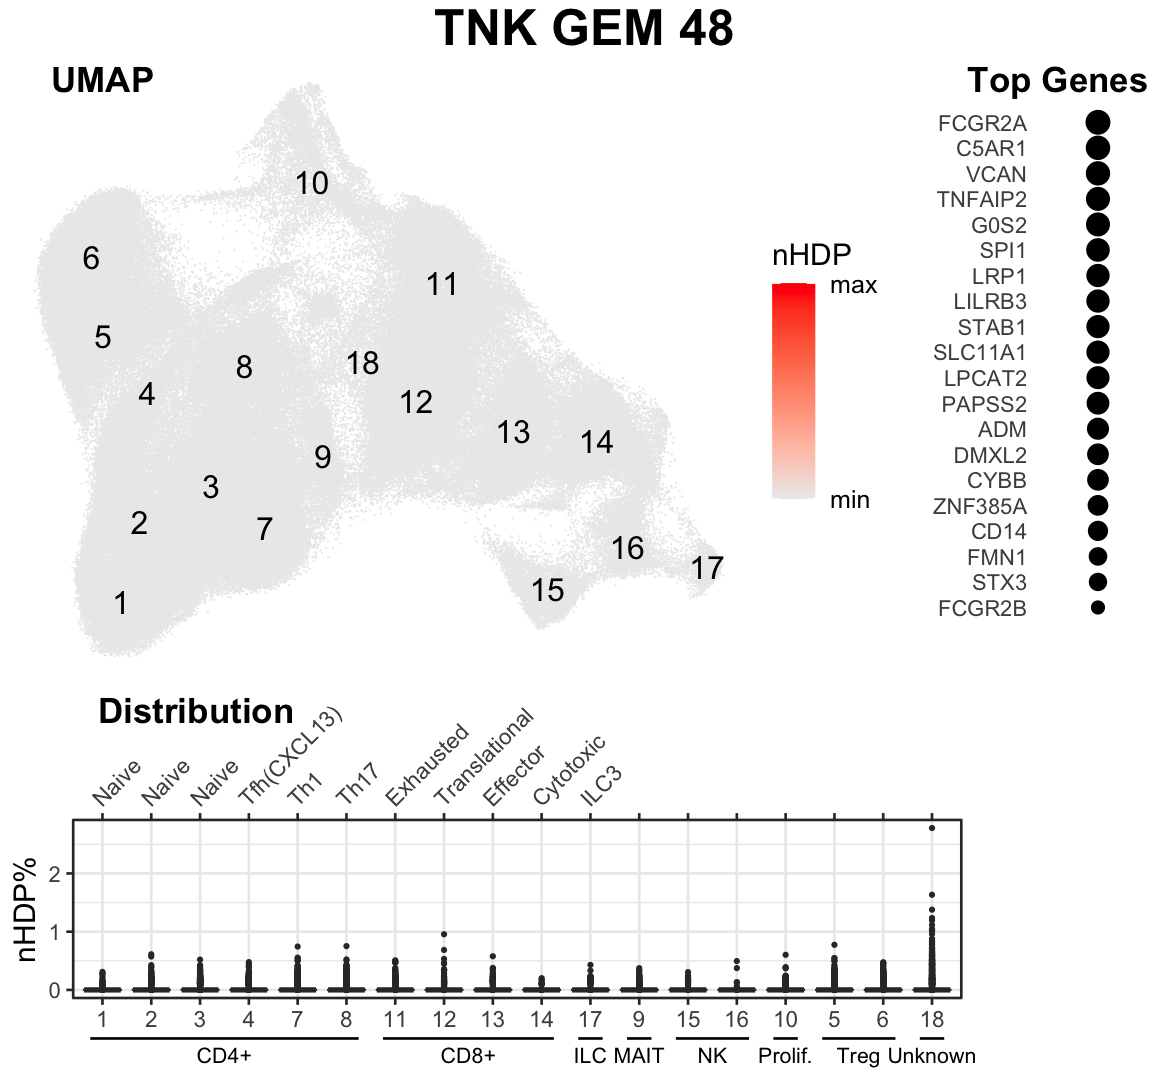 TNK GEM 48
UMAP
Top Genes
10
6
11
5
8
18
4
12
13
14
9
3
2
7
16
17
15
1
nHDP
max
min
FCGR2A
C5AR1
VCAN
TNFAIP2
G0S2
SPI1
LRP1
LILRB3
STAB1
SLC11A1
LPCAT2
PAPSS2
ADM
DMXL2
CYBB
ZNF385A
CD14
FMN1
STX3
FCGR2B
Distribution
Naive
Naive
Naive
Tfh(CXCL13)
Th1
Th17
Exhausted
Translational
Effector
Cytotoxic
ILC3
nHDP%
2
1
0
1 2 3 4 7 8 11 12 13 14 17 9 15 16 10 5 6 18
CD4+ CD8+ ILC MAIT NK Prolif. Treg Unknown